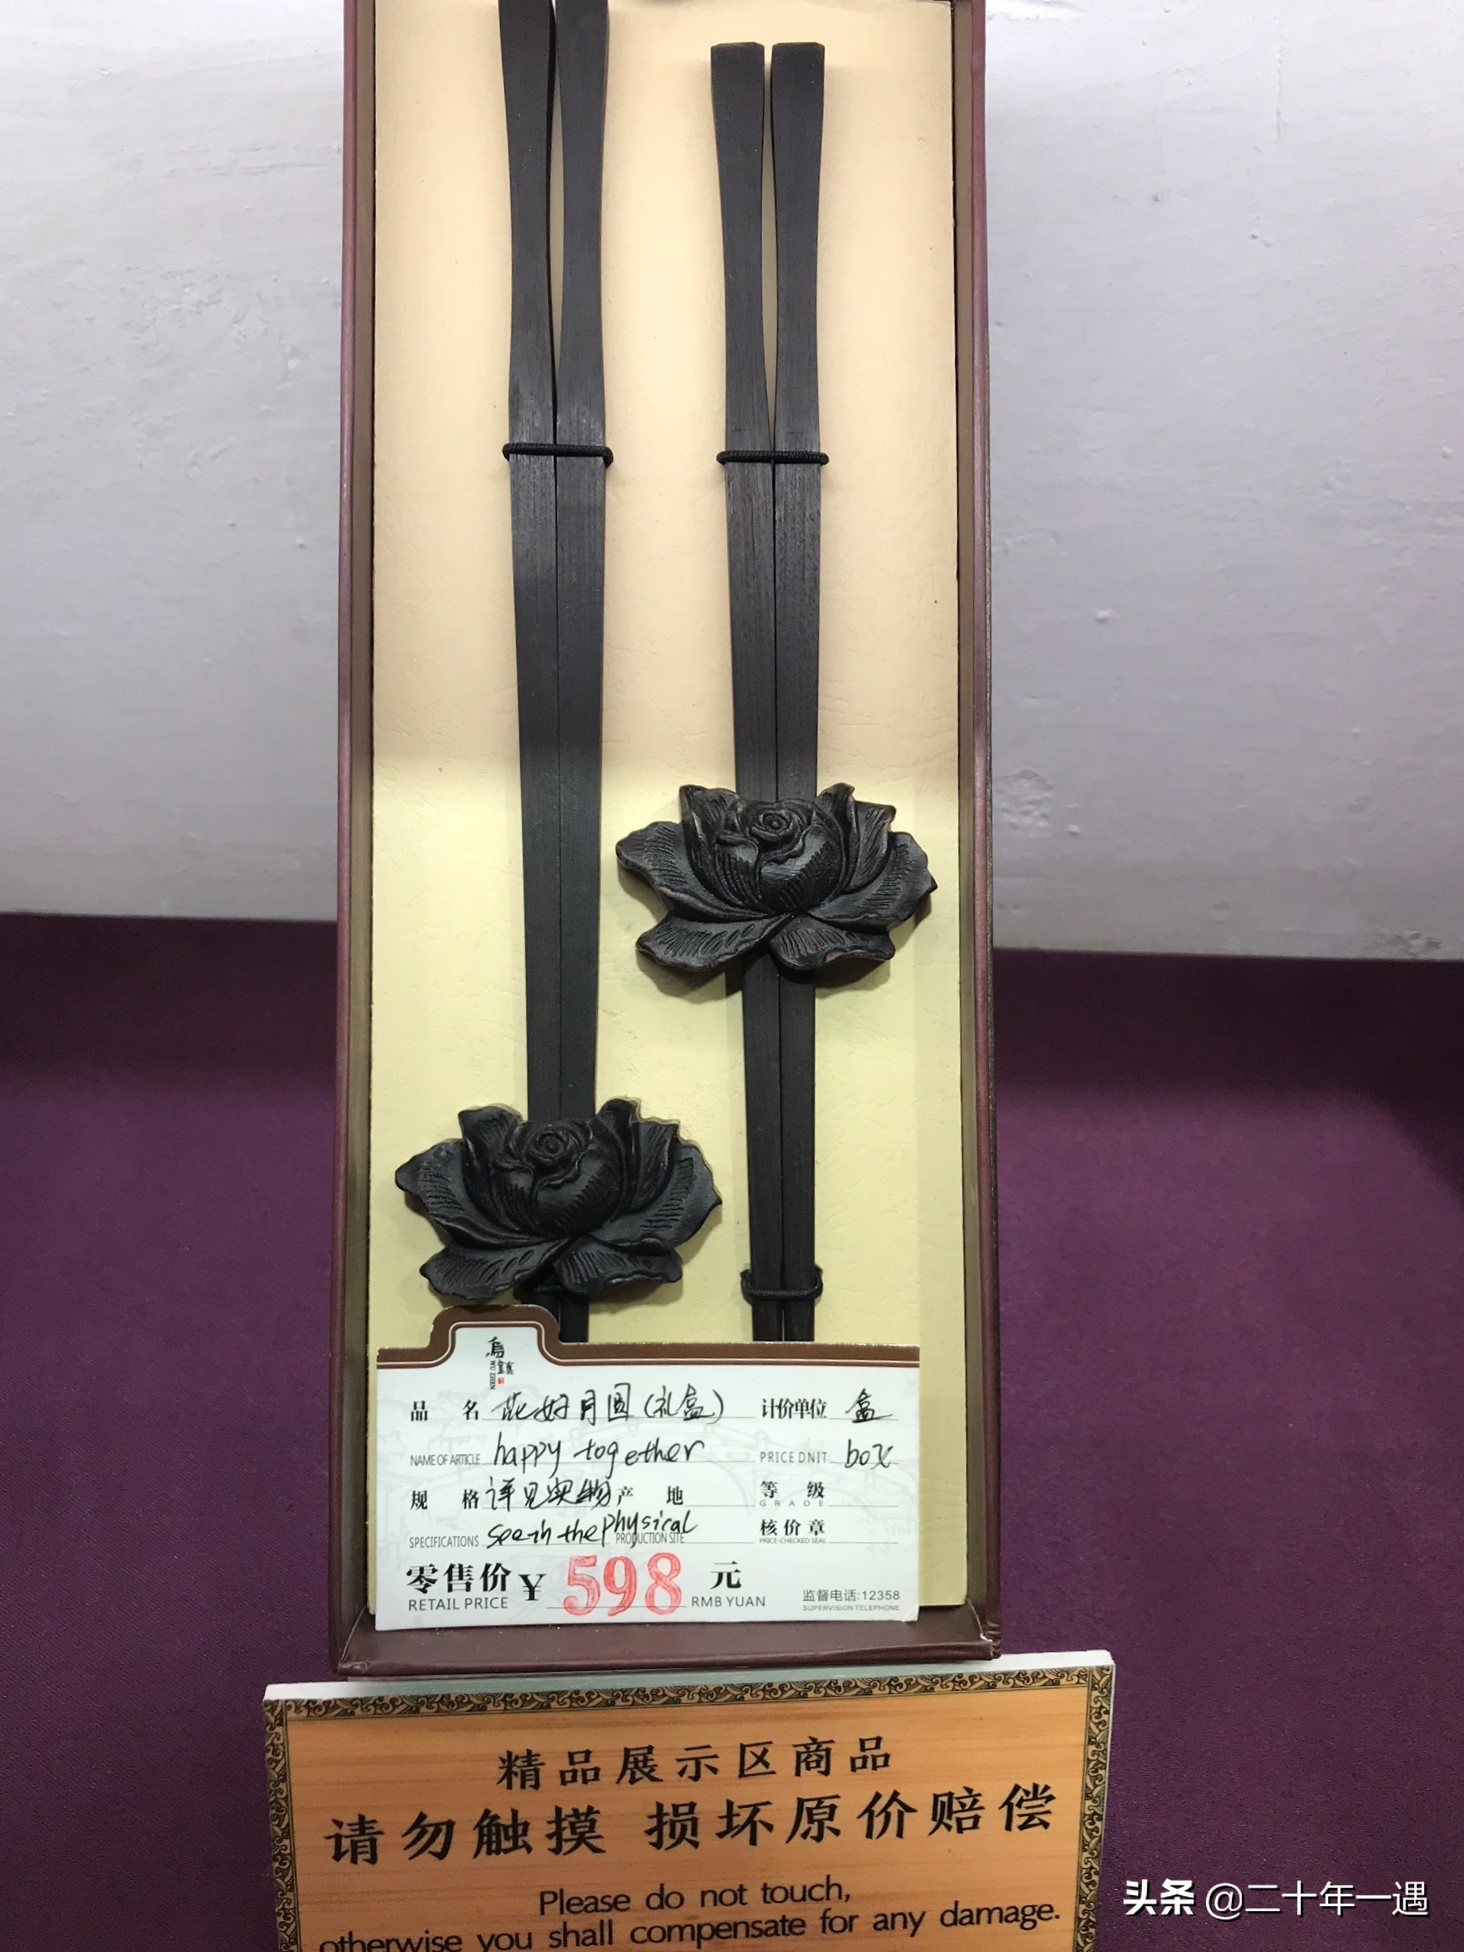 烏鎮
WU ZHEN
品 名 花好月圆(礼盒) 计价单位 盒
NAME OF ARTICLE happy together PRICE DNIT box
规 格 详见实物 产 地 等 级
GRADE
SPECIFICATIONS see in the physical PRODUCTION SITE 核价章
PRICE-CHECKED SEAL
零售价 ¥ 598 元
RETAIL PRICE RMB YUAN
监督电话:12358
SUPERVISION TELEPHONE
精品展示区商品
请勿触摸 损坏原价赔偿
Please do not touch,
otherwise you shall compensate for any damage.
头条 @二十年一遇